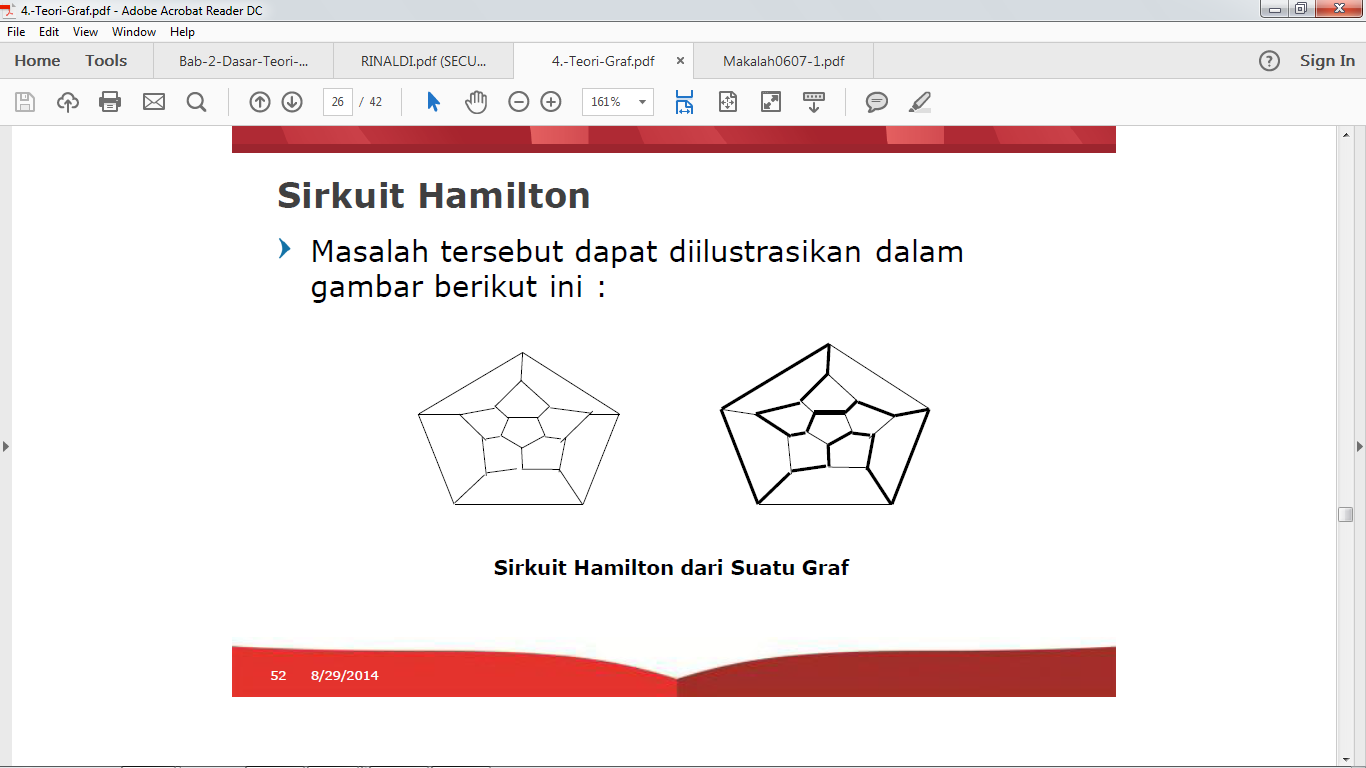 4.-Teori-Graf.pdf - Adobe Acrobat Reader DC
File Edit View Window Help
Home Tools Bab-2-Dasar-Teori-... RINALDI.pdf (SECU... 4.-Teori-Graf.pdf × Makalah0607-1.pdf ? Sign In
26 / 42 161%
Sirkuit Hamilton
Masalah tersebut dapat diilustrasikan dalam
gambar berikut ini :
Sirkuit Hamilton dari Suatu Graf
52 8/29/2014